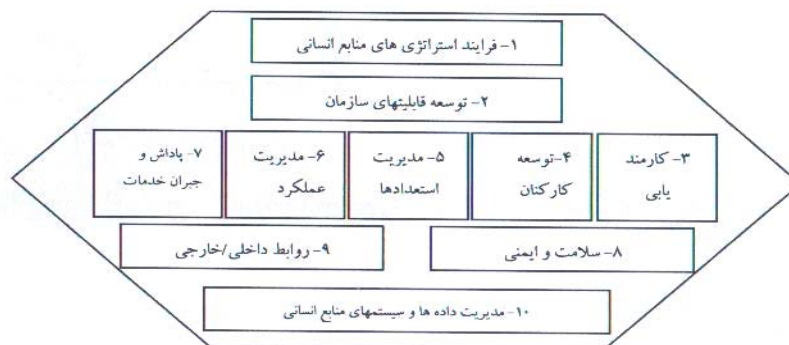 ۱- فرایند استراتژی های منابع انسانی
۲- توسعه قابلیتهای سازمان
۳- کارمند
یابی
۴-توسعه
کارکنان
۵- مدیریت
استعدادها
۶- مدیریت
عملکرد
۷- پاداش و
جبران خدمات
۸- سلامت و ایمنی
۹- روابط داخلی/خارجی
۱۰- مدیریت داده ها و سیستمهای منابع انسانی